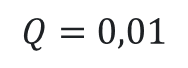 Q = 0,01